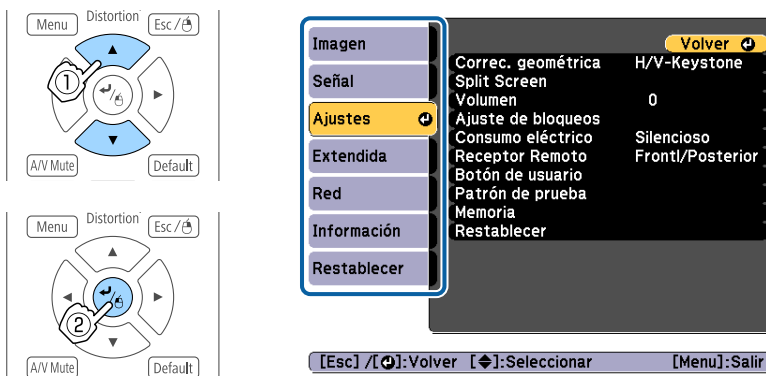 Menu
Distortion
Esc/
1
A/V Mute
Default
Menu
Distortion
Esc/
2
A/V Mute
Default
Imagen
Señal
Ajustes
Extendida
Red
Información
Restablecer
Volver
Correc. geométrica H/V-Keystone
Split Screen
Volumen 0
Ajuste de bloqueos
Consumo eléctrico Silencioso
Receptor Remoto Frontl/Posterior
Botón de usuario
Patrón de prueba
Memoria
Restablecer
[Esc] /[]:Volver []:Seleccionar [Menu]:Salir